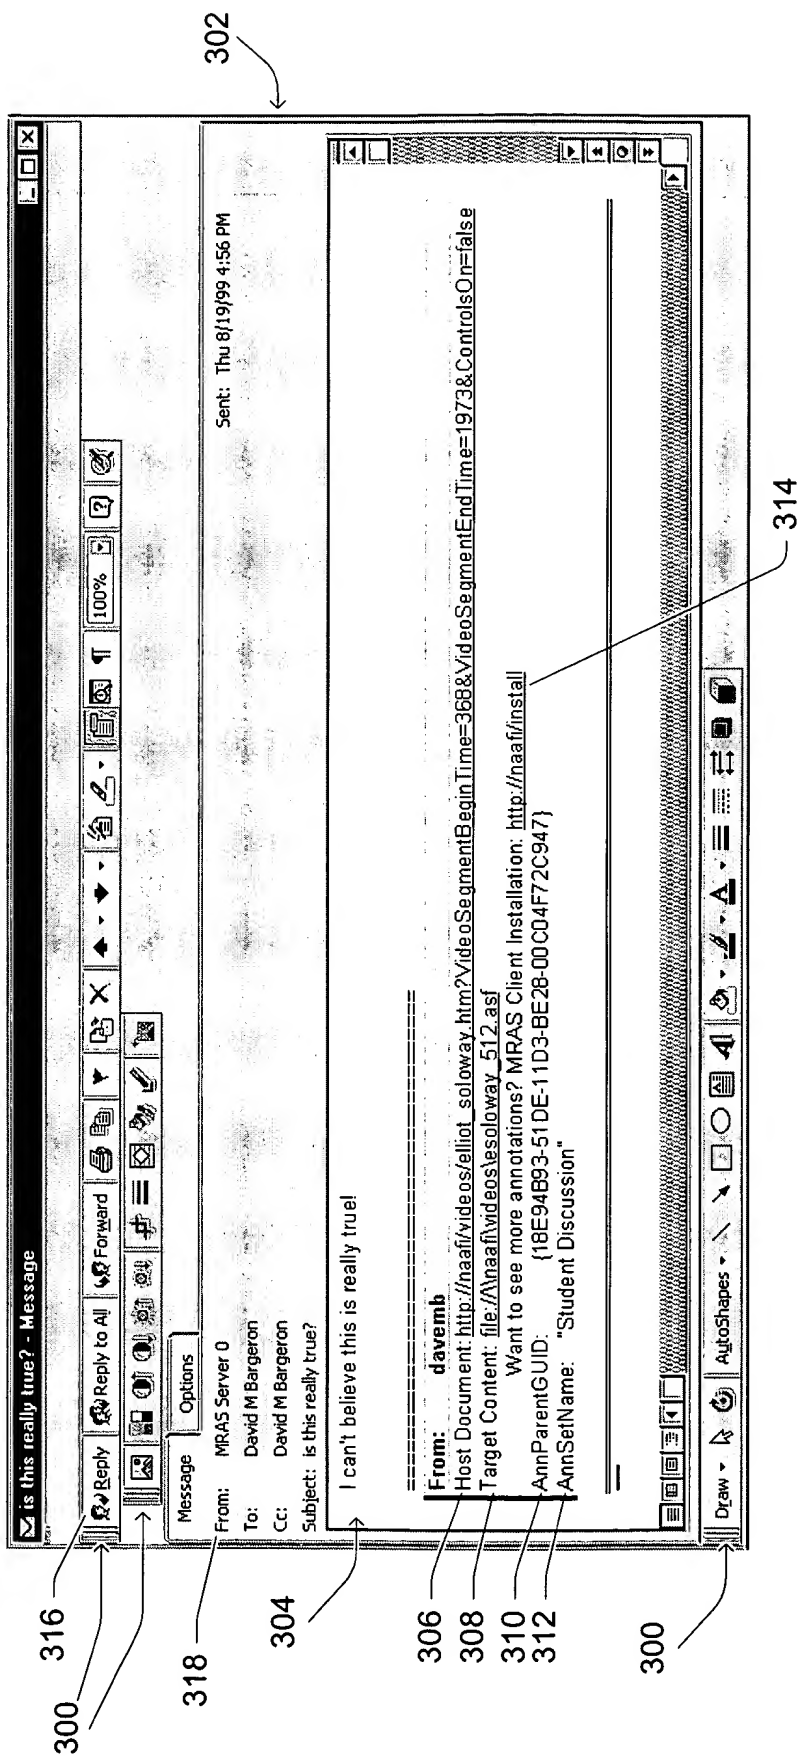 302
Is this really true? - Message
316
Reply Reply to All Forward 100%
300
Message Options
318
From: MRAS Server 0 Sent: Thu 8/19/99 4:56 PM
To: David M Bargeron
Cc: David M Bargeron
Subject: is this really true?
304
I can't believe this is really true!
==============================
From: davemb
306 Host Document: http://naafi/videos/elliot_soloway.htm?VideoSegmentBeginTime=368&VideoSegmentEndTime=1973&ControlsOn=false
308 Target Content: file://\\naafi\videos\esoloway_512.asf
Want to see more annotations? MRAS Client Installation: http://naafi/install
310 AnnParentGUID: {18E94B93-51DE-11D3-BE28-00C04F72C947}
312 AnnSetName: "Student Discussion"
314
300
Draw AutoShapes